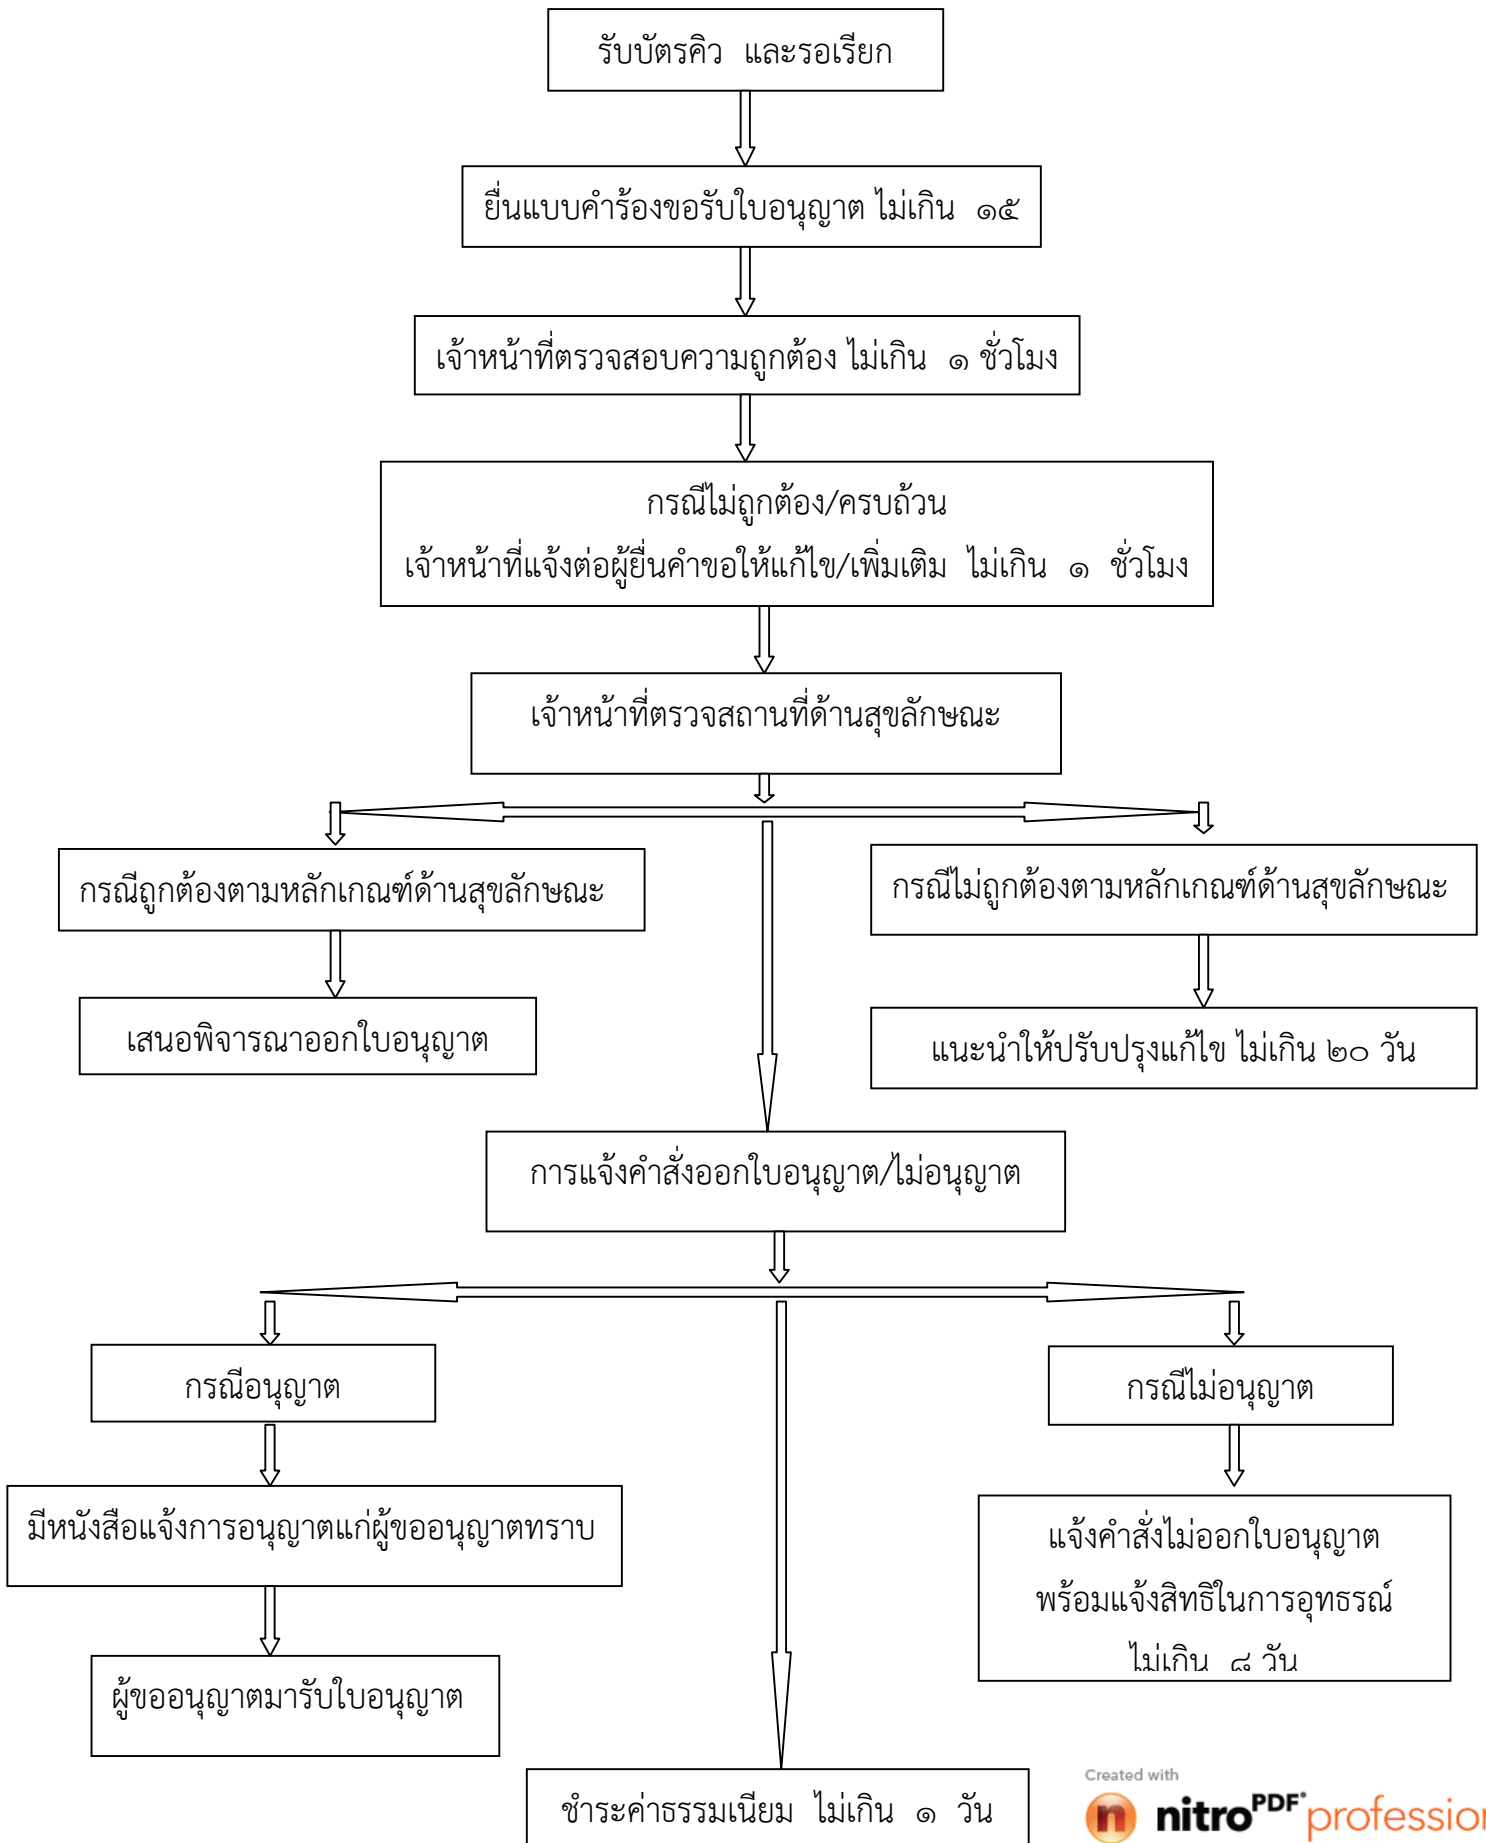 รับบัตรคิว และรอเรียก
ยื่นแบบคำร้องขอรับใบอนุญาต ไม่เกิน ๑๕
เจ้าหน้าที่ตรวจสอบความถูกต้อง ไม่เกิน ๑ ชั่วโมง
กรณีไม่ถูกต้อง/ครบถ้วน
เจ้าหน้าที่แจ้งต่อผู้ยื่นคำขอให้แก้ไข/เพิ่มเติม ไม่เกิน ๑ ชั่วโมง
เจ้าหน้าที่ตรวจสถานที่ด้านสุขลักษณะ
กรณีถูกต้องตามหลักเกณฑ์ด้านสุขลักษณะ
กรณีไม่ถูกต้องตามหลักเกณฑ์ด้านสุขลักษณะ
เสนอพิจารณาออกใบอนุญาต
แนะนำให้ปรับปรุงแก้ไข ไม่เกิน ๒๐ วัน
การแจ้งคำสั่งออกใบอนุญาต/ไม่อนุญาต
กรณีอนุญาต
กรณีไม่อนุญาต
มีหนังสือแจ้งการอนุญาตแก่ผู้ขออนุญาตทราบ
แจ้งคำสั่งไม่ออกใบอนุญาต
พร้อมแจ้งสิทธิในการอุทธรณ์
ไม่เกิน ๘ วัน
ผู้ขออนุญาตมารับใบอนุญาต
ชำระค่าธรรมเนียม ไม่เกิน ๑ วัน
Created with
nitro PDF profession